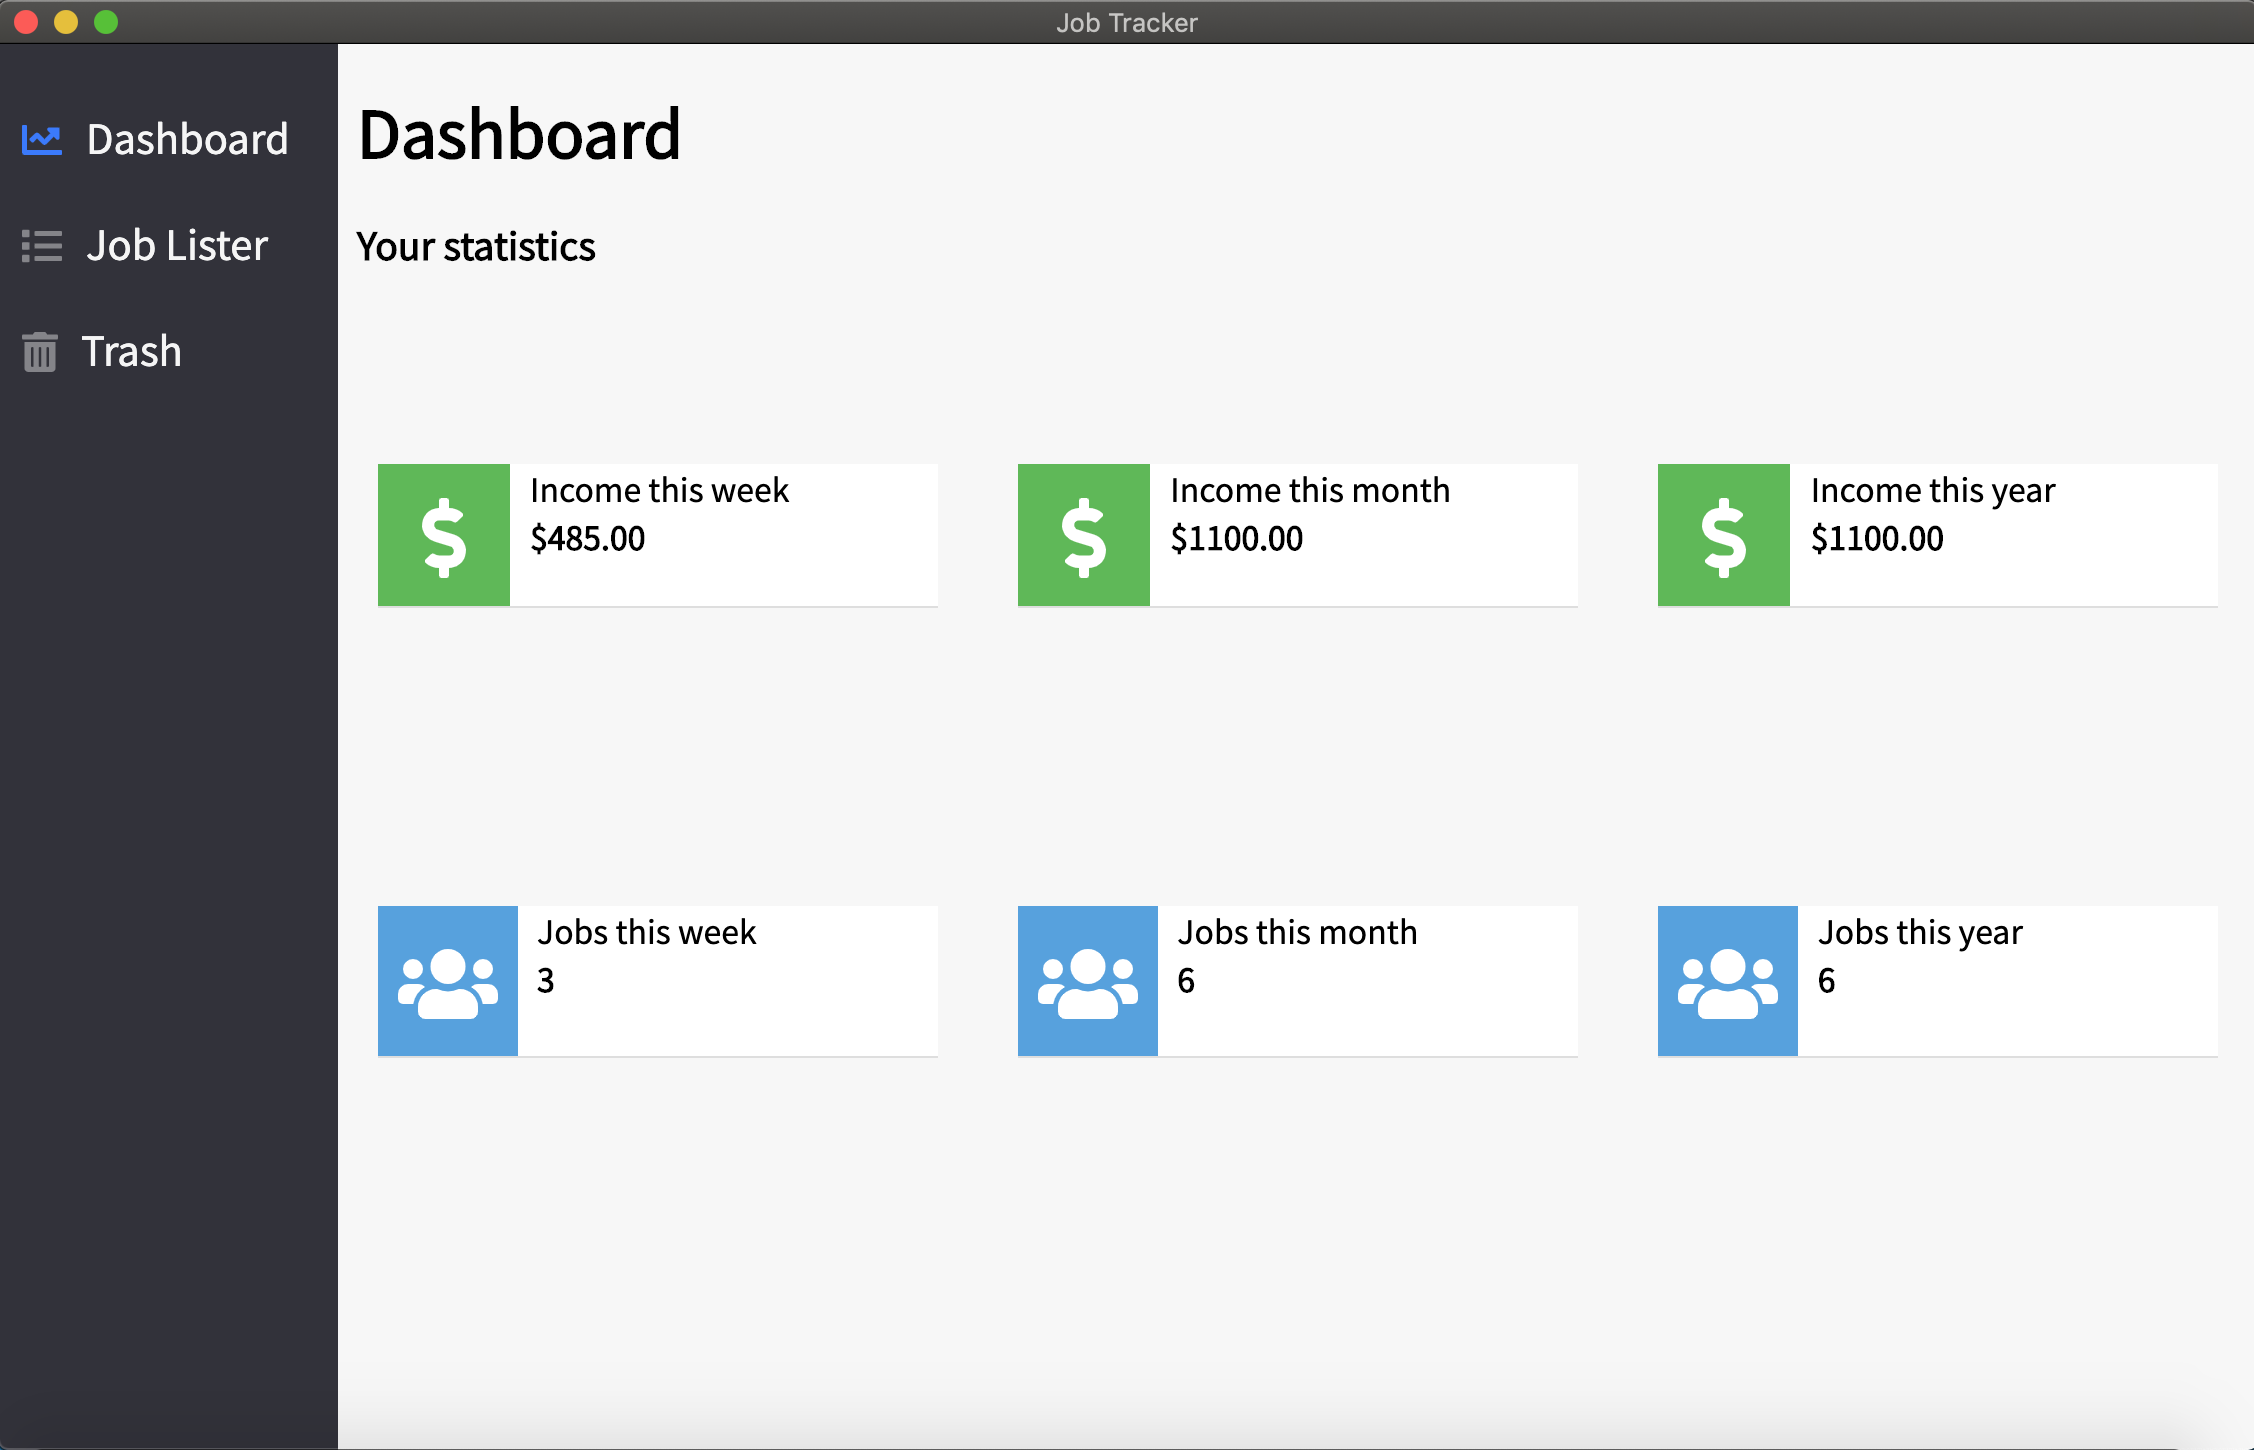 Job Tracker
Dashboard
Job Lister
Trash
Dashboard
Your statistics
Income this week
$485.00
Income this month
$1100.00
Income this year
$1100.00
Jobs this week
3
Jobs this month
6
Jobs this year
6